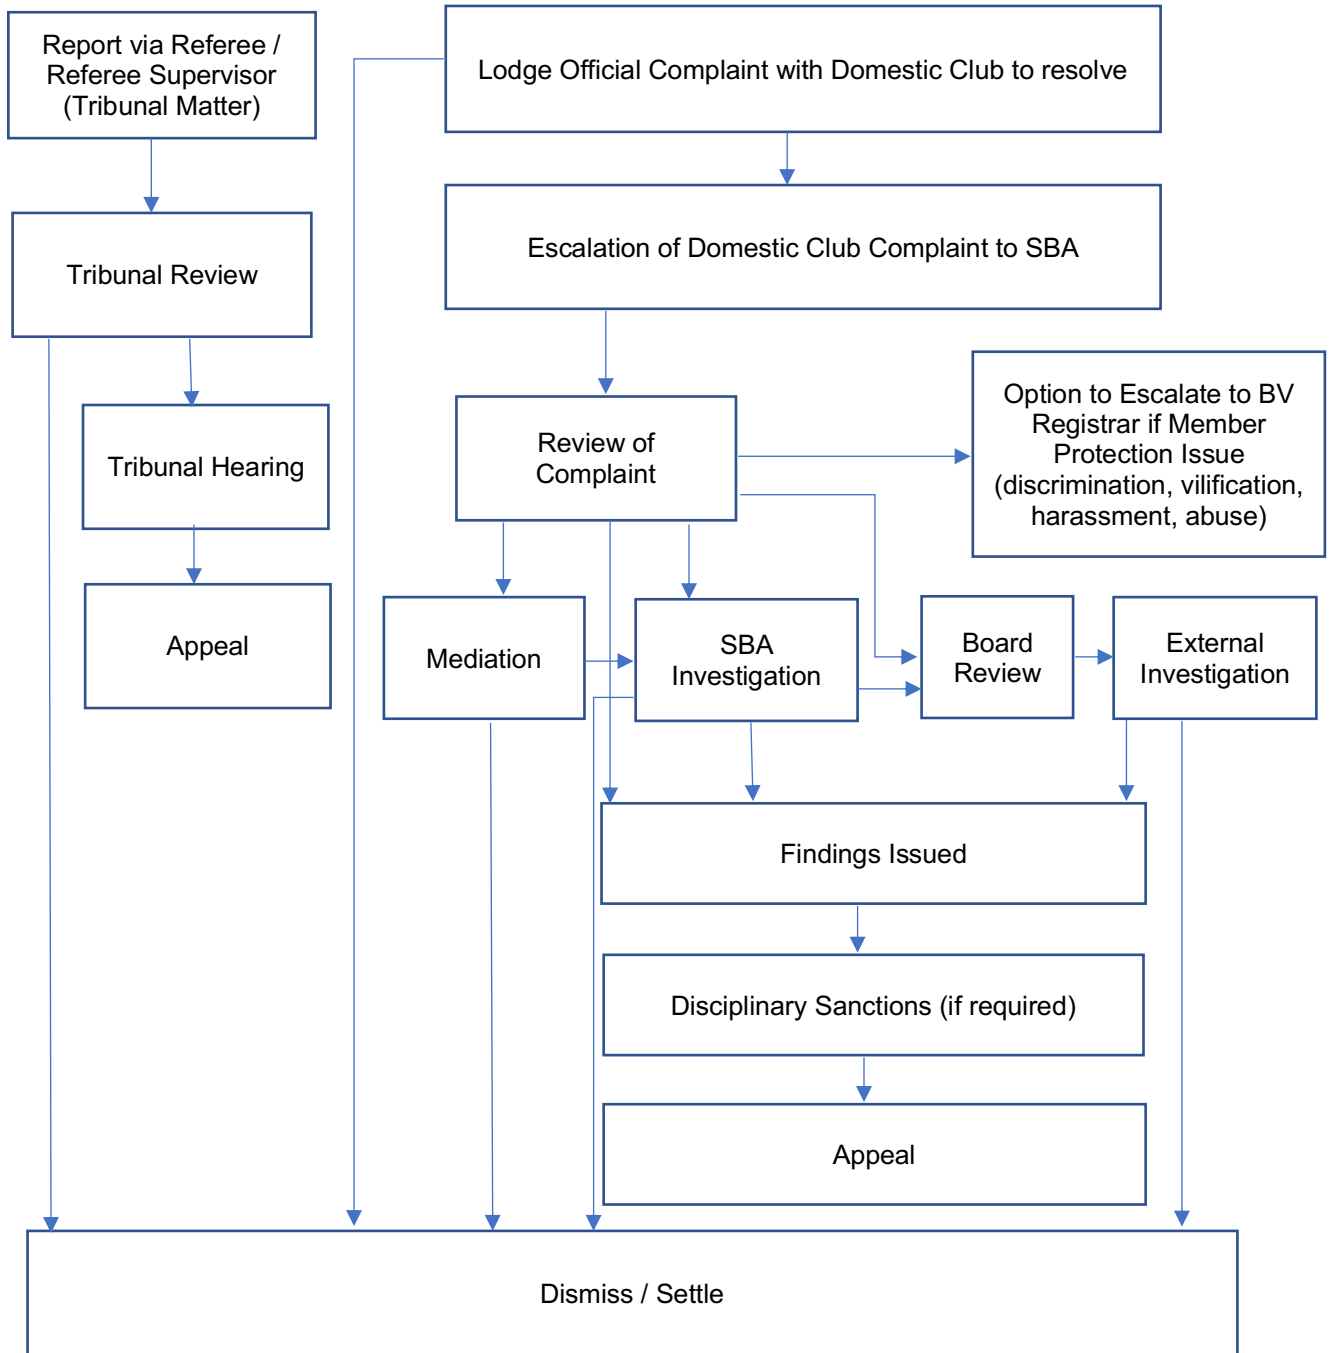 Report via Referee /
Referee Supervisor
(Tribunal Matter)
Lodge Official Complaint with Domestic Club to resolve
Tribunal Review
Escalation of Domestic Club Complaint to SBA
Tribunal Hearing
Review of
Complaint
Option to Escalate to BV
Registrar if Member
Protection Issue
(discrimination, vilification,
harassment, abuse)
Appeal
Mediation
SBA
Investigation
Board
Review
External
Investigation
Findings Issued
Disciplinary Sanctions (if required)
Appeal
Dismiss / Settle